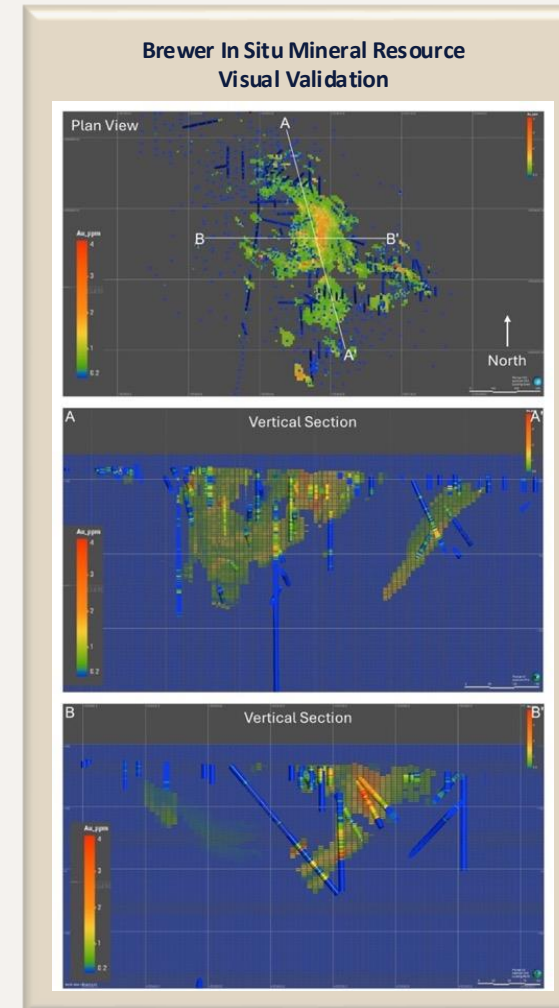 Brewer In Situ Mineral Resource
Visual Validation
Plan View
A
B
B'
A'
North
Au_ppm
4
3
2
1
0.2
A
Vertical Section
A'
Au_ppm
4
3
2
1
0.2
B
Vertical Section
B'
Au_ppm
4
3
2
1
0.2